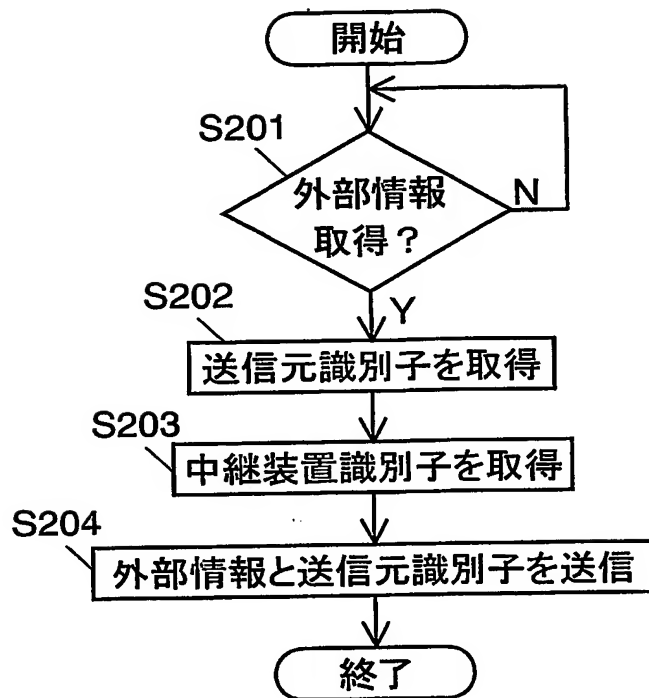 開始
S201
外部情報
取得?
N
Y
S202
送信元識別子を取得
S203
中継装置識別子を取得
S204
外部情報と送信元識別子を送信
終了